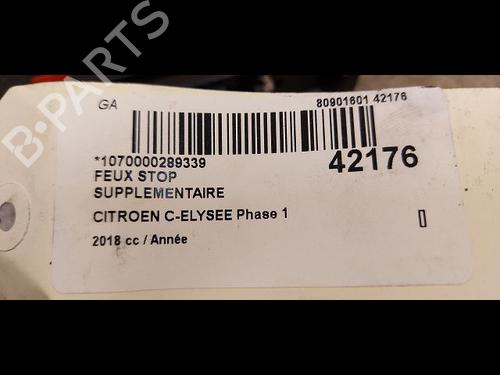 GA
80901601 42176
*1070000289339
42176
FEUX STOP
SUPPLEMENTAIRE
CITROEN C-ELYSEE Phase 1
2018 cc / Année
B-PARTS